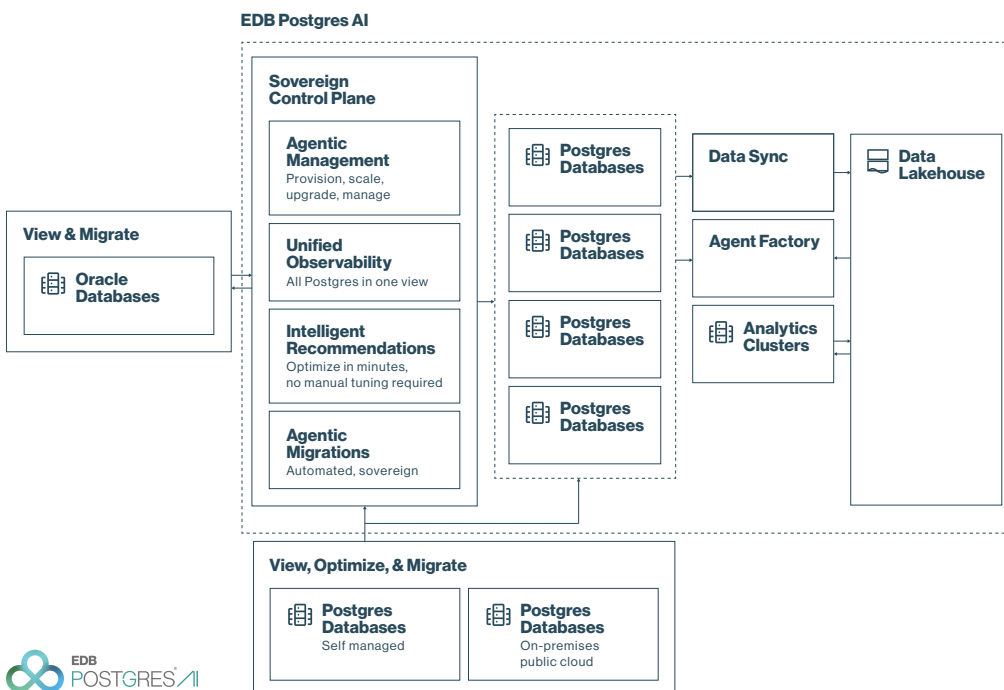 EDB Postgres AI
Sovereign
Control Plane
Agentic
Management
Provision, scale,
upgrade, manage
Unified
Observability
All Postgres in one view
Intelligent
Recommendations
Optimize in minutes,
no manual tuning required
Agentic
Migrations
Automated, sovereign
View & Migrate
Oracle
Databases
Postgres
Databases
Postgres
Databases
Postgres
Databases
Postgres
Databases
Data Sync
Agent Factory
Analytics
Clusters
Data
Lakehouse
View, Optimize, & Migrate
Postgres
Databases
Self managed
Postgres
Databases
On-premises
public cloud
EDB
POSTGRES® AI